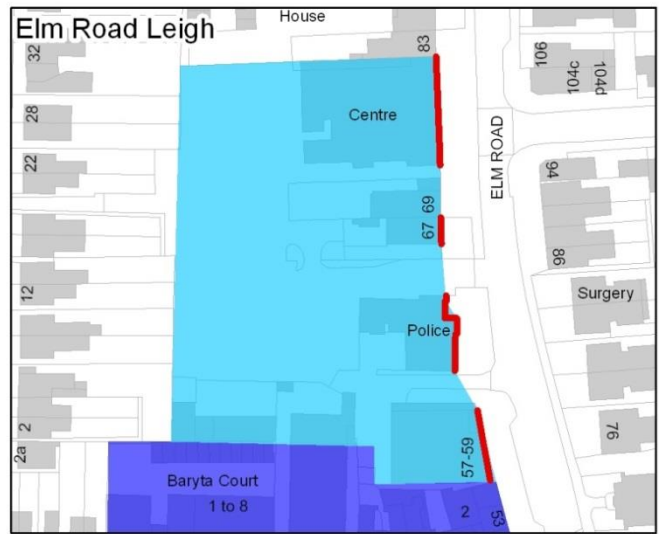 Elm Road Leigh
House
32
83
106
104c
104d
Centre
28
ELM ROAD
22
94
69
67
86
12
Surgery
Police
2
76
2a
57-59
Baryta Court
1 to 8
2
53